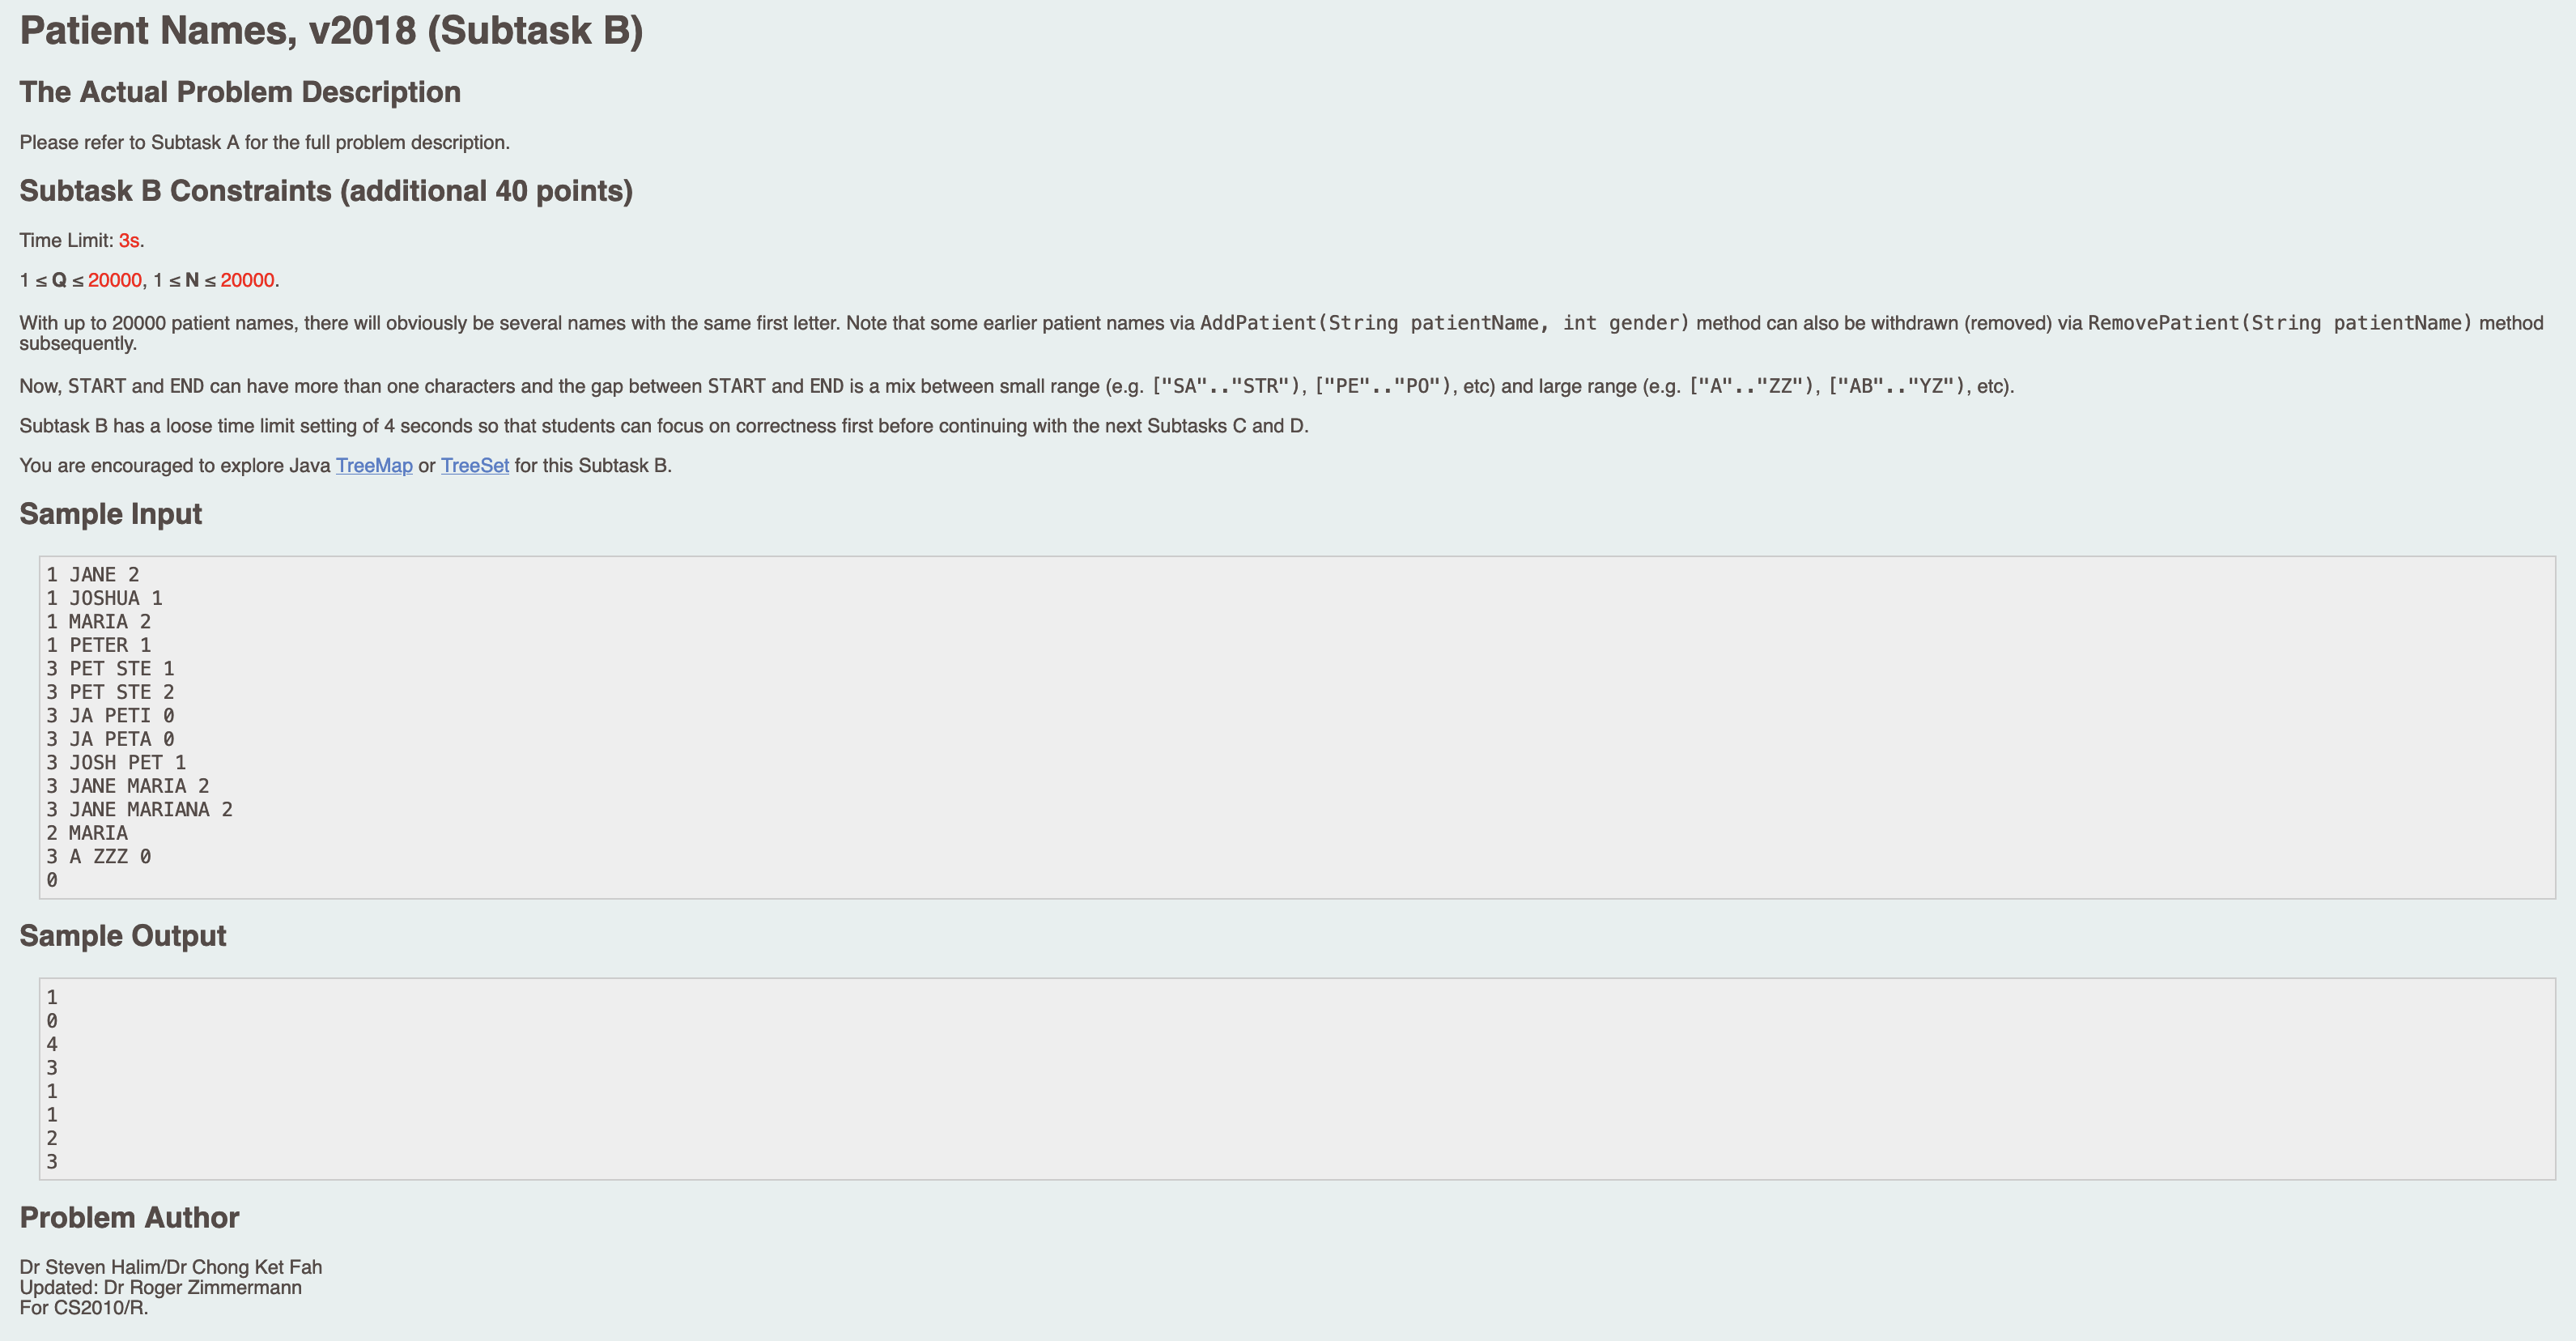 Patient Names, v2018 (Subtask B)
The Actual Problem Description
Please refer to Subtask A for the full problem description.
Subtask B Constraints (additional 40 points)
Time Limit: 3s.
1 ≤ Q ≤ 20000, 1 ≤ N ≤ 20000.
With up to 20000 patient names, there will obviously be several names with the same first letter. Note that some earlier patient names via AddPatient(String patientName, int gender) method can also be withdrawn (removed) via RemovePatient(String patientName) method
subsequently.
Now, START and END can have more than one characters and the gap between START and END is a mix between small range (e.g. ["SA".."STR"), ["PE".."PO"), etc) and large range (e.g. ["A".."ZZ"), ["AB".."YZ"), etc).
Subtask B has a loose time limit setting of 4 seconds so that students can focus on correctness first before continuing with the next Subtasks C and D.
You are encouraged to explore Java TreeMap or TreeSet for this Subtask B.
Sample Input
1 JANE 2
1 JOSHUA 1
1 MARIA 2
1 PETER 1
3 PET STE 1
3 PET STE 2
3 JA PETI 0
3 JA PETA 0
3 JOSH PET 1
3 JANE MARIA 2
3 JANE MARIANA 2
2 MARIA
3 A ZZZ 0
0
Sample Output
1
0
4
3
1
1
2
3
Problem Author
Dr Steven Halim/Dr Chong Ket Fah
Updated: Dr Roger Zimmermann
For CS2010/R.